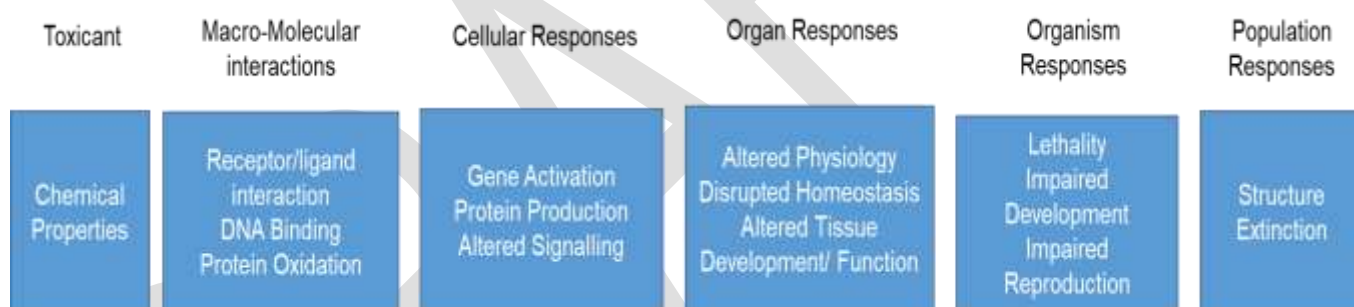 Toxicant
Macro-Molecular
interactions
Cellular Responses
Organ Responses
Organism
Responses
Population
Responses
Chemical
Properties
Receptor/ligand
interaction
DNA Binding
Protein Oxidation
Gene Activation
Protein Production
Altered Signalling
Altered Physiology
Disrupted Homeostasis
Altered Tissue
Development/ Function
Lethality
Impaired
Development
Impaired
Reproduction
Structure
Extinction